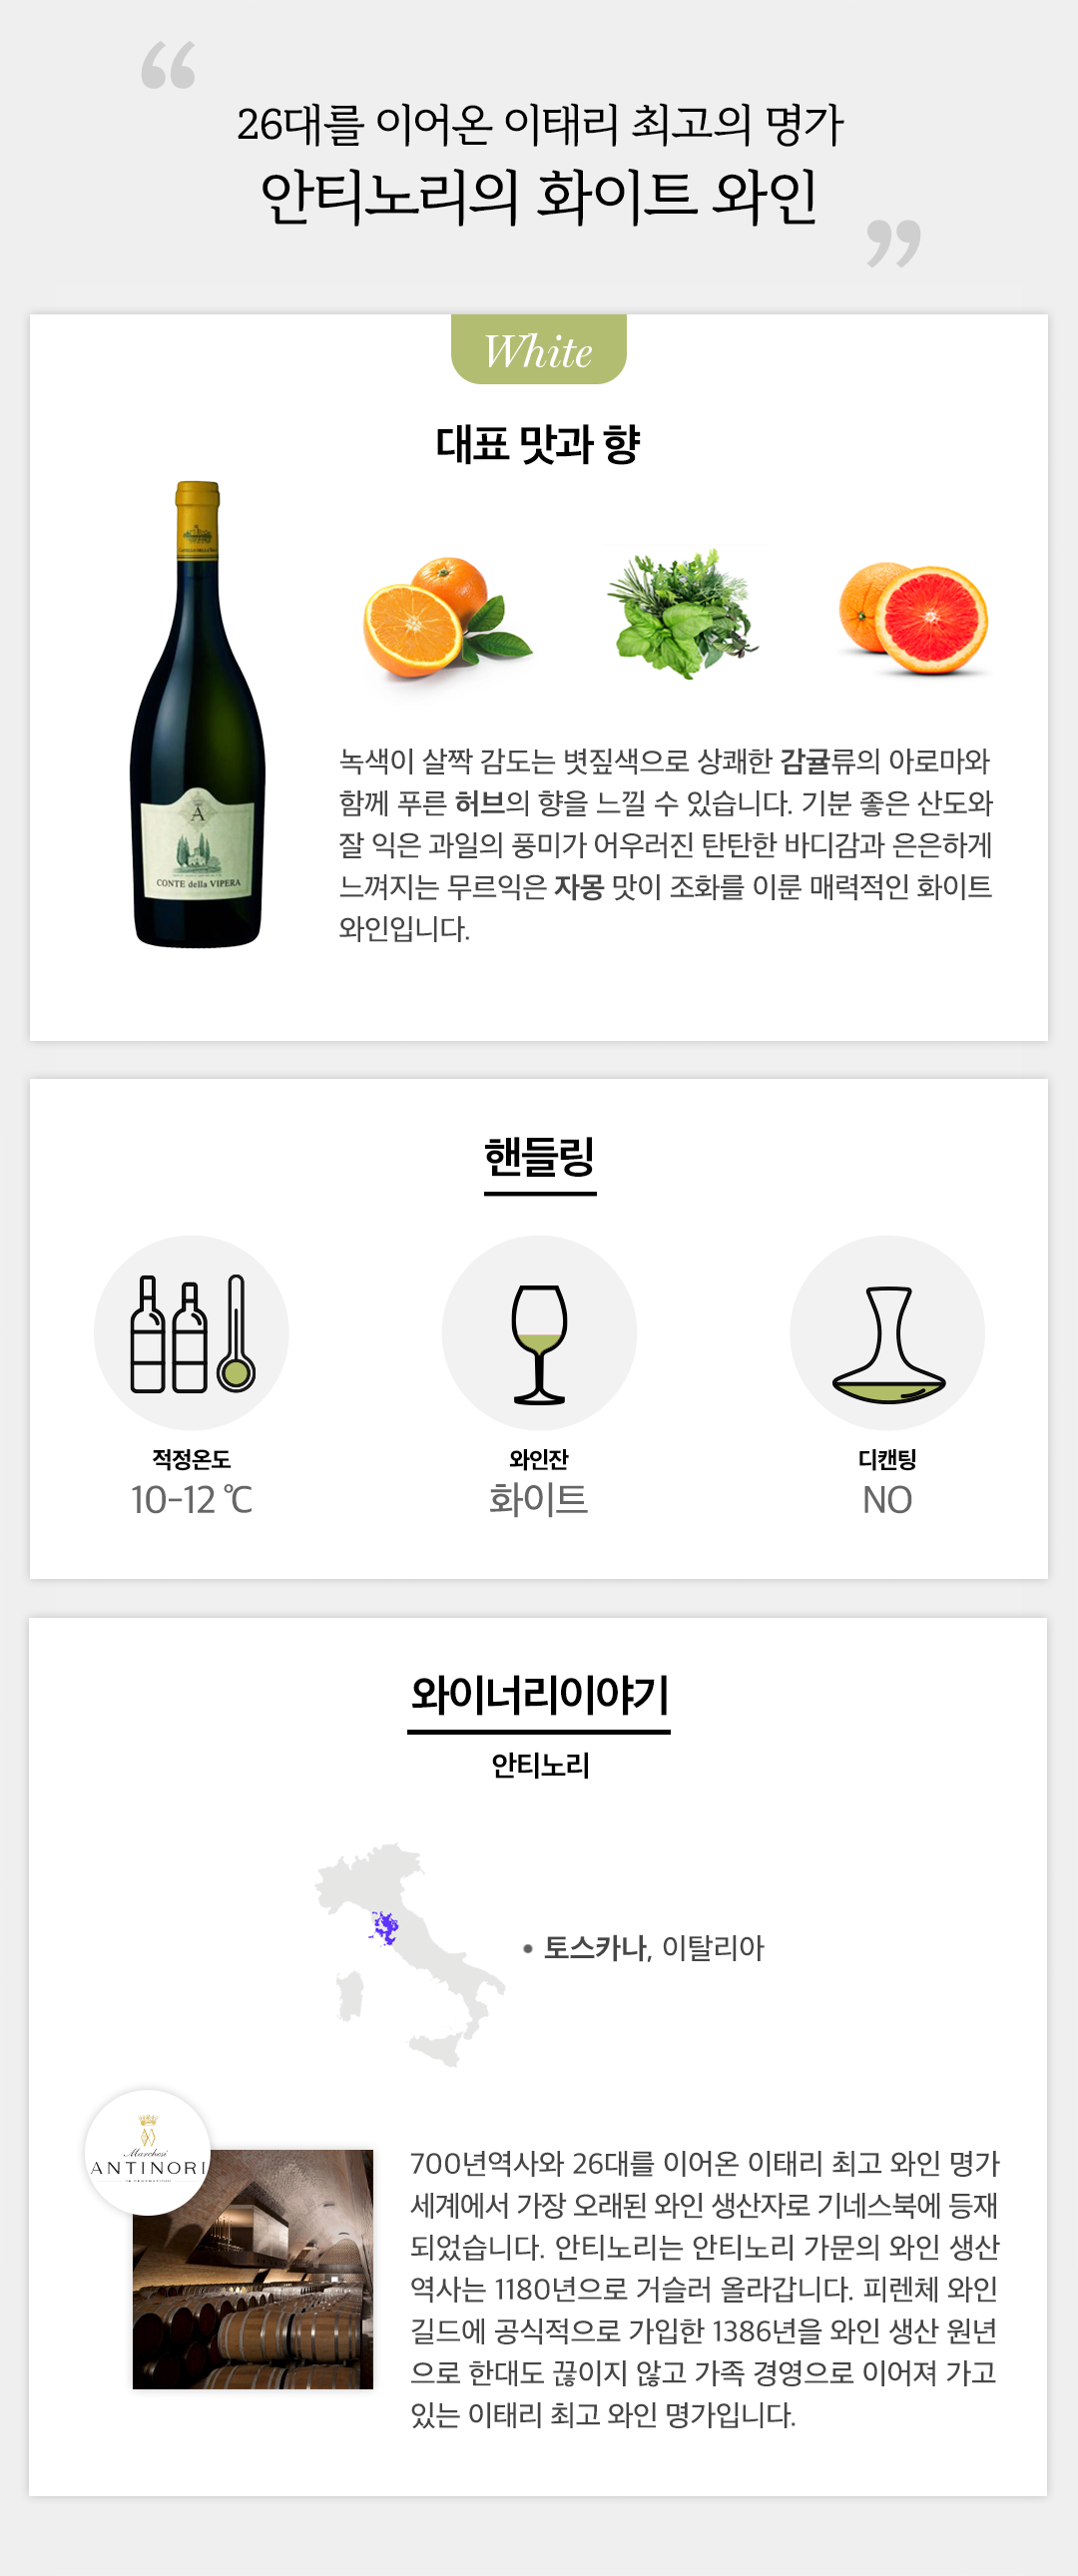 “
26대를 이어온 이태리 최고의 명가
안티노리의 화이트 와인
”
White
대표 맛과 향
A
CONTE della VIPERA
녹색이 살짝 감도는 볏짚색으로 상쾌한 감귤류의 아로마와
함께 푸른 허브의 향을 느낄 수 있습니다. 기분 좋은 산도와
잘 익은 과일의 풍미가 어우러진 탄탄한 바디감과 은은하게
느껴지는 무르익은 자몽 맛이 조화를 이룬 매력적인 화이트
와인입니다.
핸들링
적정온도
10-12 ℃
와인잔
화이트
디캔팅
NO
와이너리이야기
안티노리
• 토스카나, 이탈리아
Marchesi
ANTINORI
700년역사와 26대를 이어온 이태리 최고 와인 명가
세계에서 가장 오래된 와인 생산자로 기네스북에 등재
되었습니다. 안티노리는 안티노리 가문의 와인 생산
역사는 1180년으로 거슬러 올라갑니다. 피렌체 와인
길드에 공식적으로 가입한 1386년을 와인 생산 원년
으로 한대도 끊이지 않고 가족 경영으로 이어져 가고
있는 이태리 최고 와인 명가입니다.